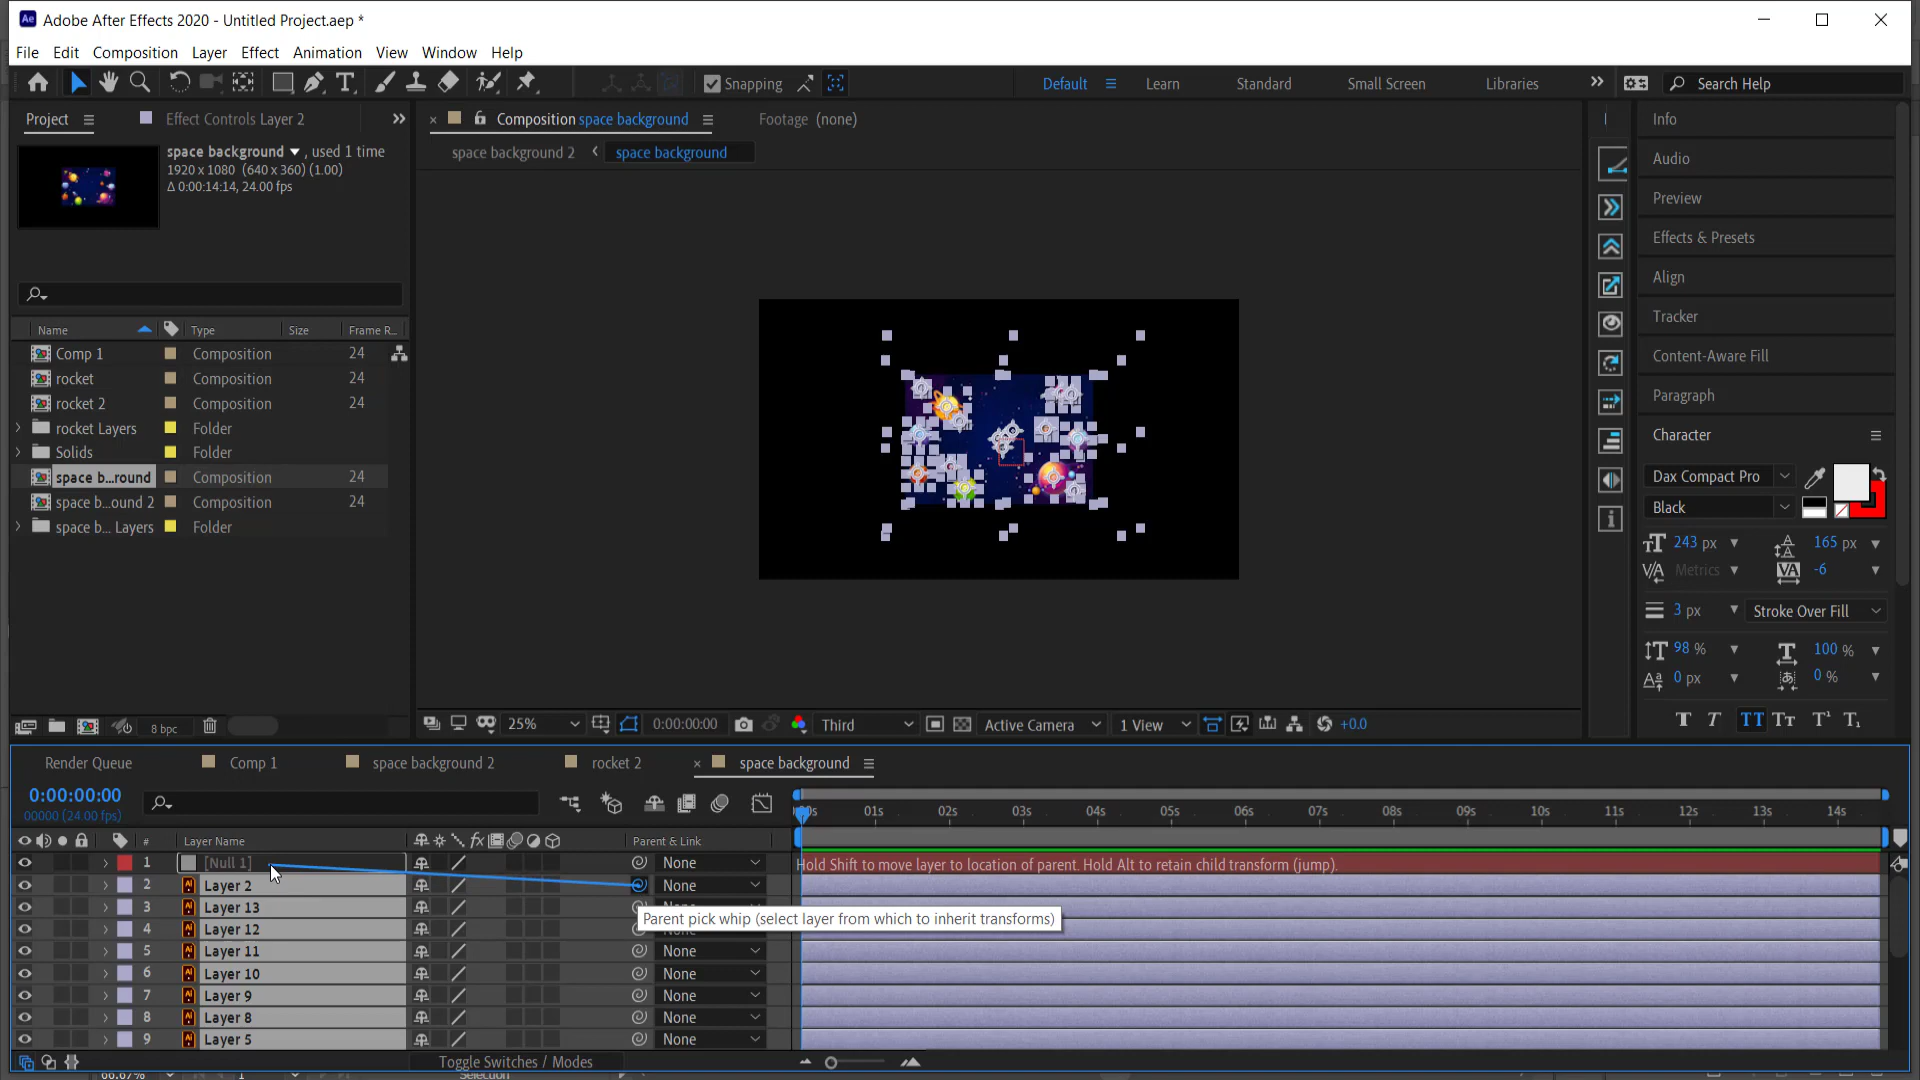 Adobe After Effects 2020 - Untitled Project.aep *
File Edit Composition Layer Effect Animation View Window Help
Snapping Default Learn Standard Small Screen Libraries Search Help
Project Effect Controls Layer 2
Composition space background Footage (none)
space background 2 space background
space background , used 1 time
1920 x 1080 (640 x 360) (1.00)
Δ 0:00:14:14, 24.00 fps
Name Type Size Frame R...
Comp 1 Composition 24
rocket Composition 24
rocket 2 Composition 24
rocket Layers Folder
Solids Folder
space b...round Composition 24
space b...ound 2 Composition 24
space b... Layers Folder
8 bpc
25% 0:00:00:00 Third Active Camera 1 View +0.0
Info
Audio
Preview
Effects & Presets
Align
Tracker
Content-Aware Fill
Paragraph
Character
Dax Compact Pro
Black
243 px 165 px
Metrics -6
3 px Stroke Over Fill
98 % 100 %
0 px 0 %
Render Queue Comp 1 space background 2 rocket 2 space background
0:00:00:00
00000 (24.00 fps)
01s 02s 03s 04s 05s 06s 07s 08s 09s 10s 11s 12s 13s 14s
# Layer Name fx Parent & Link
1 [Null 1] None
Hold Shift to move layer to location of parent. Hold Alt to retain child transform (jump).
2 Layer 2 None
3 Layer 13
Parent pick whip (select layer from which to inherit transforms)
4 Layer 12 None
5 Layer 11 None
6 Layer 10 None
7 Layer 9 None
8 Layer 8 None
9 Layer 5 None
Toggle Switches / Modes